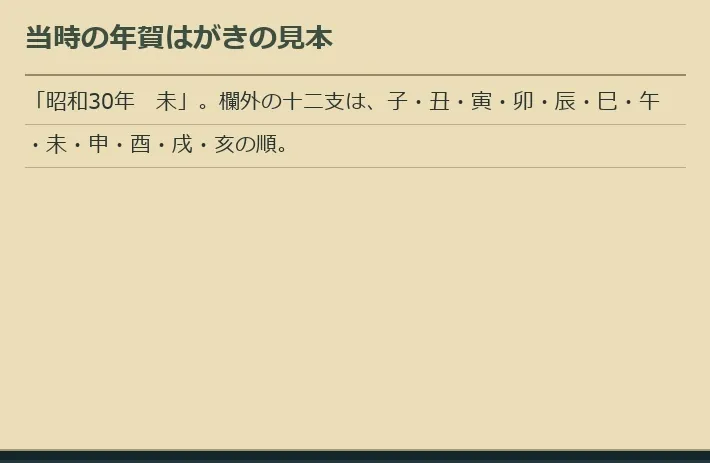 当時の年賀はがきの見本
「昭和30年　未」。欄外の十二支は、子・丑・寅・卯・辰・巳・午
・未・申・酉・戌・亥の順。